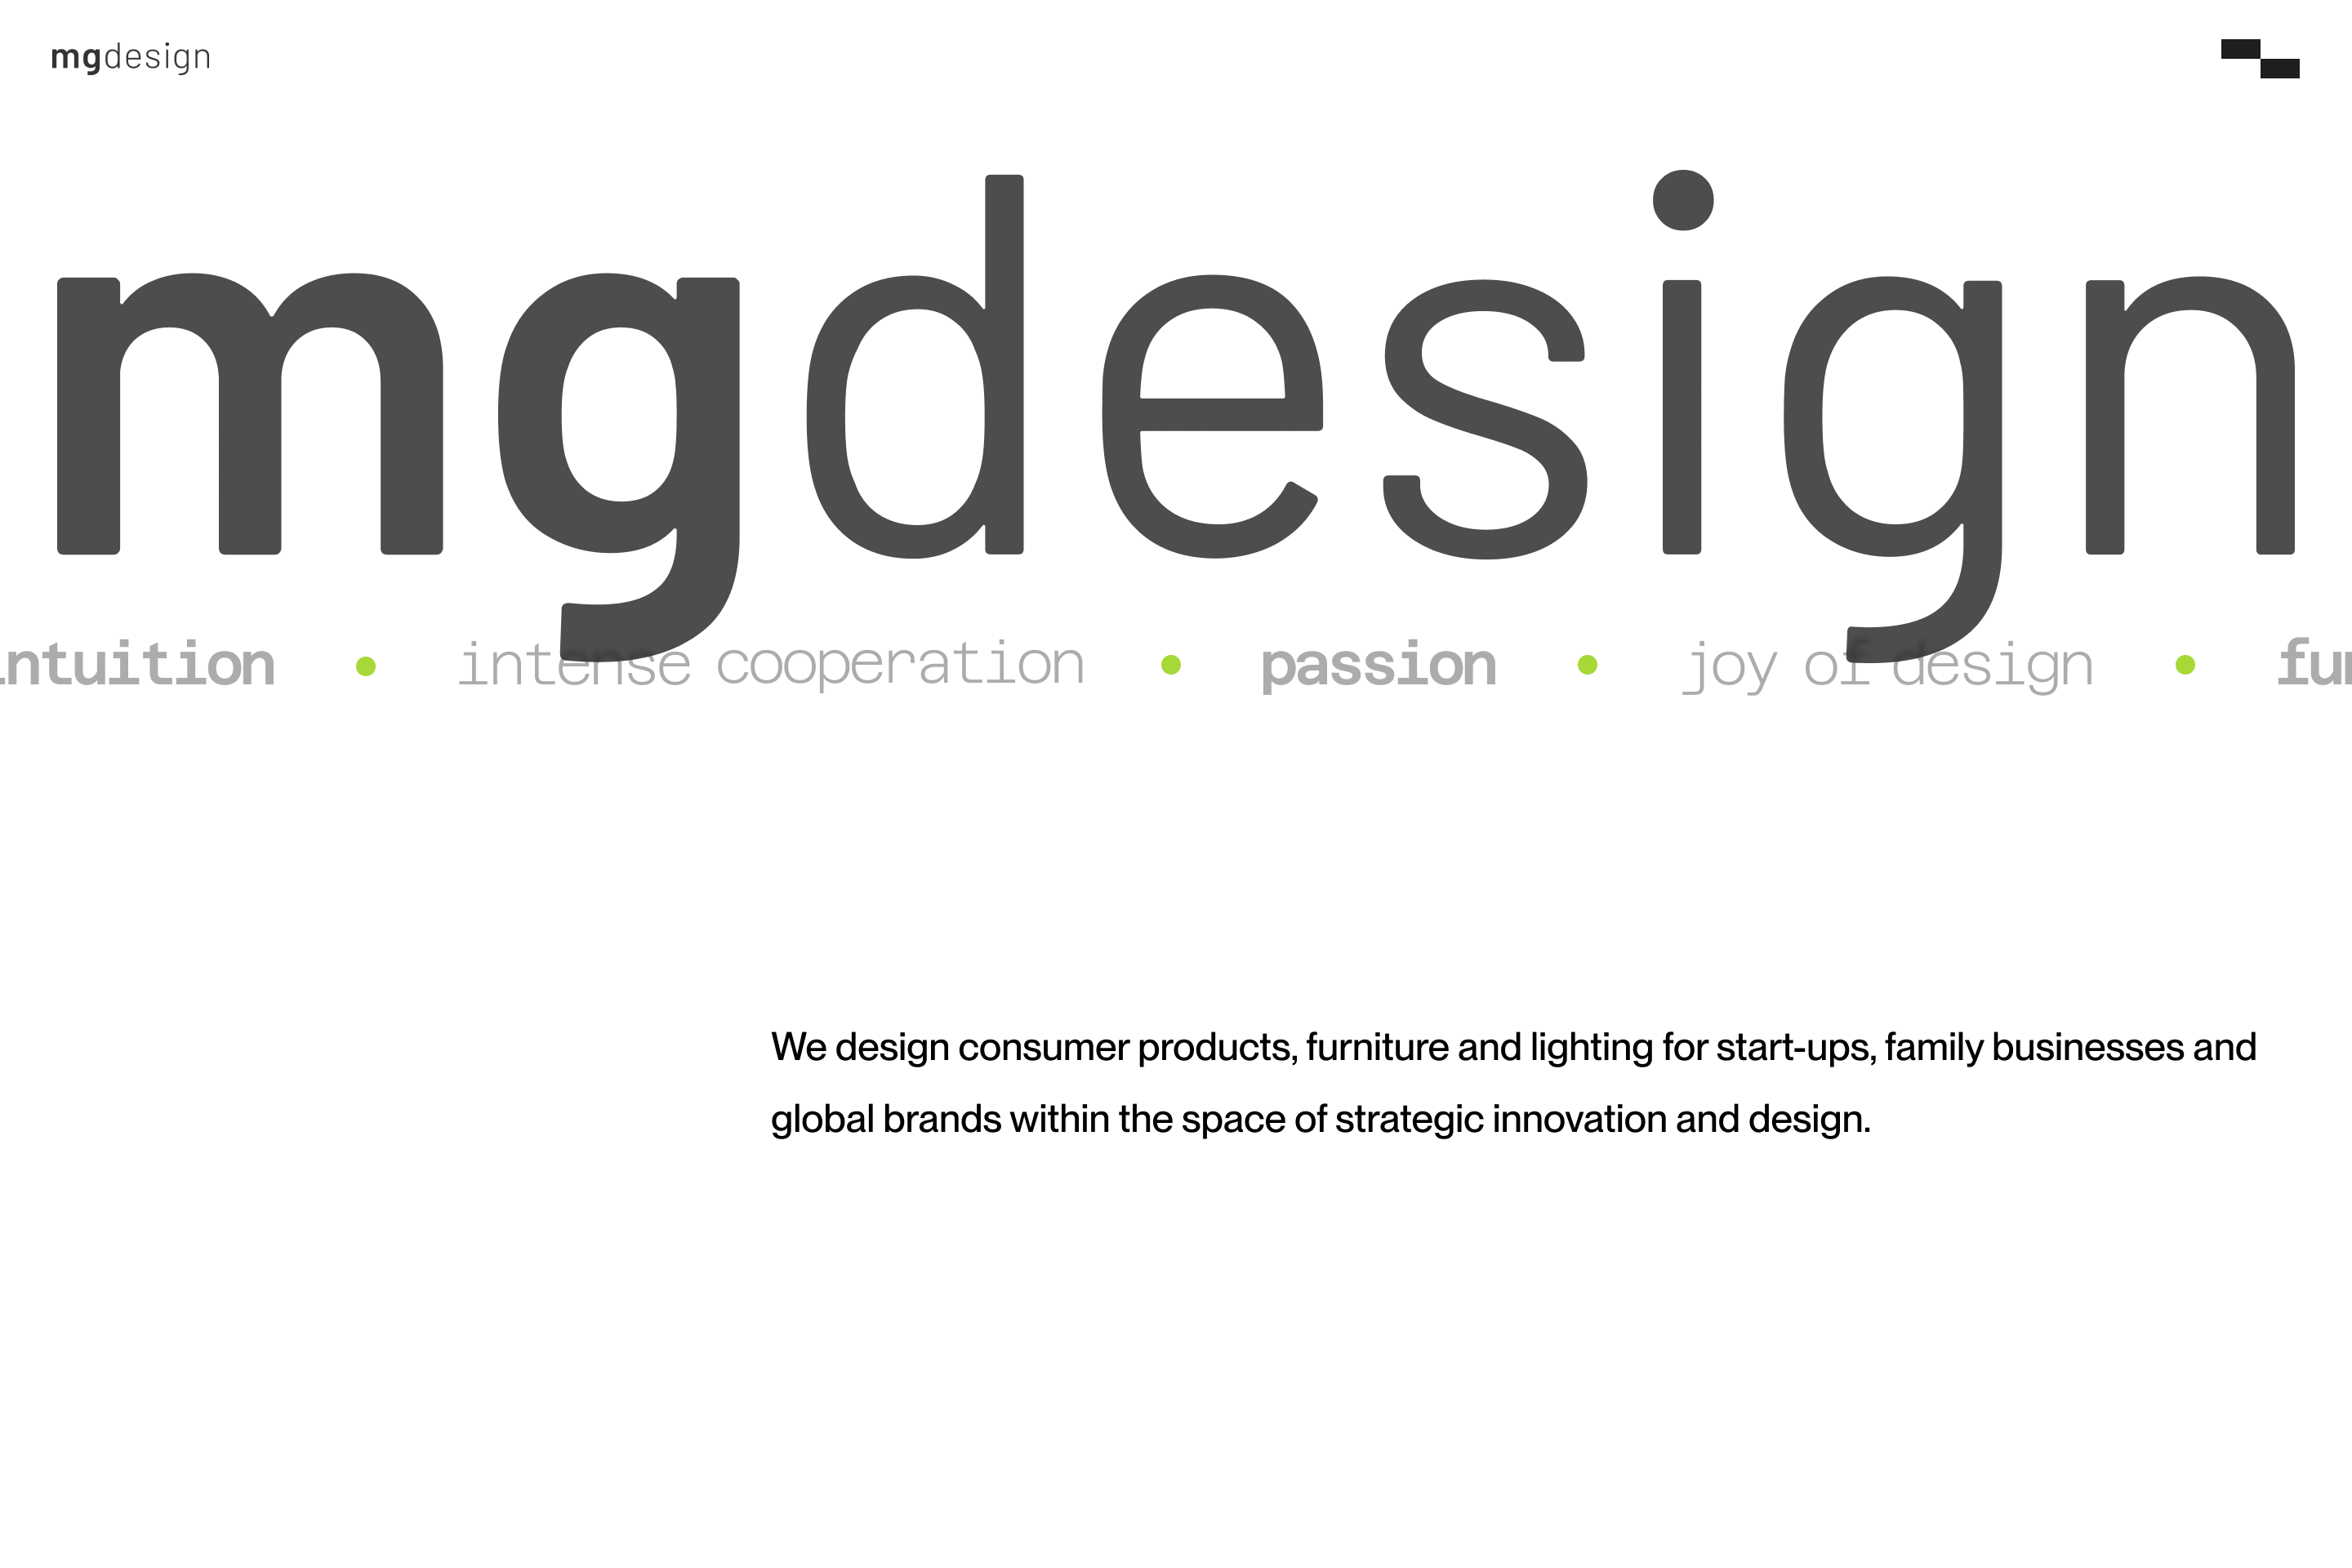 mgdesign
mgdesign
ntuition • intense cooperation • passion • joy of design • fu
We design consumer products, furniture and lighting for start-ups, family businesses and
global brands within the space of strategic innovation and design.